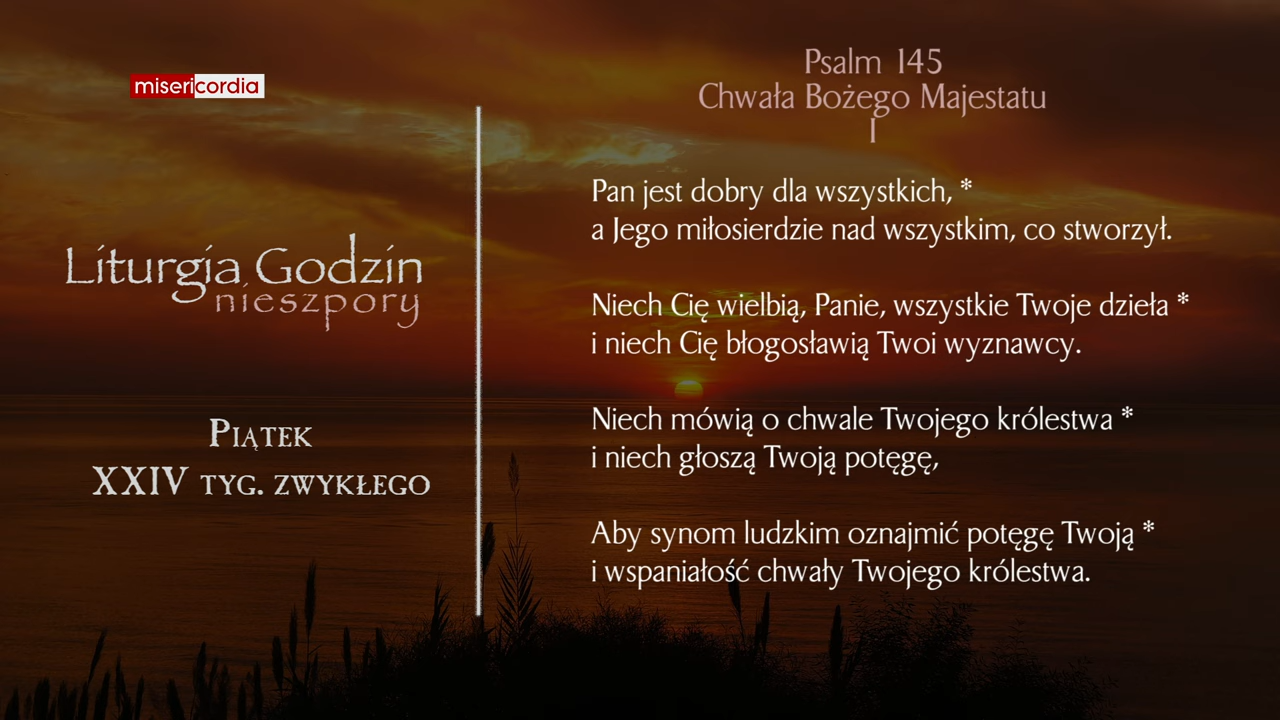 misericordia
Liturgia Godzin
nieszpory
Piątek
XXIV tyg. zwykłego
Psalm 145
Chwała Bożego Majestatu
I
Pan jest dobry dla wszystkich, *
a Jego miłosierdzie nad wszystkim, co stworzył.
Niech Cię wielbią, Panie, wszystkie Twoje dzieła *
i niech Cię błogosławią Twoi wyznawcy.
Niech mówią o chwale Twojego królestwa *
i niech głoszą Twoją potęgę,
Aby synom ludzkim oznajmić potęgę Twoją *
i wspaniałość chwały Twojego królestwa.